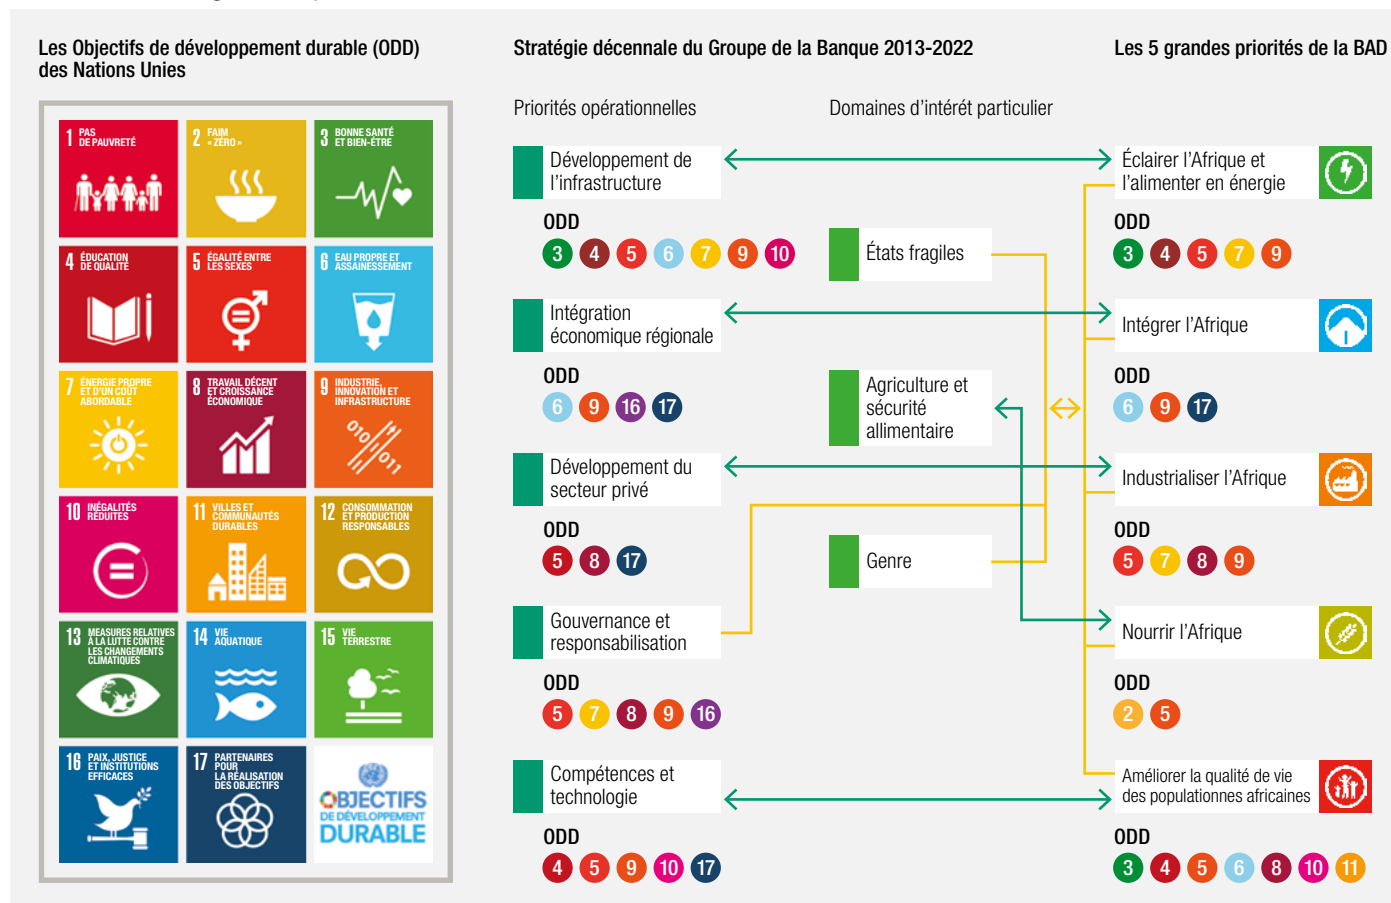 Les Objectifs de développement durable (ODD)
des Nations Unies
1 PAS
DE PAUVRETÉ
2 FAIM
« ZÉRO »
3 BONNE SANTÉ
ET BIEN-ÊTRE
4 ÉDUCATION
DE QUALITÉ
5 ÉGALITÉ ENTRE
LES SEXES
6 EAU PROPRE ET
ASSAINESSEMENT
7 ÉNERGIE PROPRE
ET D'UN COÛT
ABORDABLE
8 TRAVAIL DÉCENT
ET CROISSANCE
ÉCONOMIQUE
9 INDUSTRIE,
INNOVATION ET
INFRASTRUCTURE
010
011
10 INÉGALITÉS
RÉDUITES
11 VILLES ET
COMMUNAUTÉS
DURABLES
12 CONSOMMATION
ET PRODUCTION
RESPONSABLES
13 MEASURES RELATIVES
À LA LUTTE CONTRE
LES CHANGEMENTS
CLIMATIQUES
14 VIE
AQUATIQUE
15 VIE
TERRESTRE
16 PAIX, JUSTICE
ET INSTITUTIONS
EFFICACES
17 PARTENAIRES
POUR
LA RÉALISATION
DES OBJECTIFS
OBJECTIFS
DE DÉVELOPPEMENT
DURABLE
Stratégie décennale du Groupe de la Banque 2013-2022
Priorités opérationnelles
Développement de
l'infrastructure
ODD
3 4 5 6 7 9 10
Intégration
économique régionale
ODD
6 9 16 17
Développement du
secteur privé
ODD
5 8 17
Gouvernance et
responsabilisation
ODD
5 7 8 9 16
Compétences et
technologie
ODD
4 5 9 10 17
Domaines d'intérét particulier
États fragiles
Agriculture et
sécurité
allimentaire
Genre
Les 5 grandes priorités de la BAD
Éclairer l'Afrique et
l'alimenter en énergie
ODD
3 4 5 7 9
Intégrer l'Afrique
ODD
6 9 17
Industrialiser l'Afrique
ODD
5 7 8 9
Nourrir l'Afrique
ODD
2 5
Améliorer la qualité de vie
des populationnes africaines
ODD
3 4 5 6 8 10 11